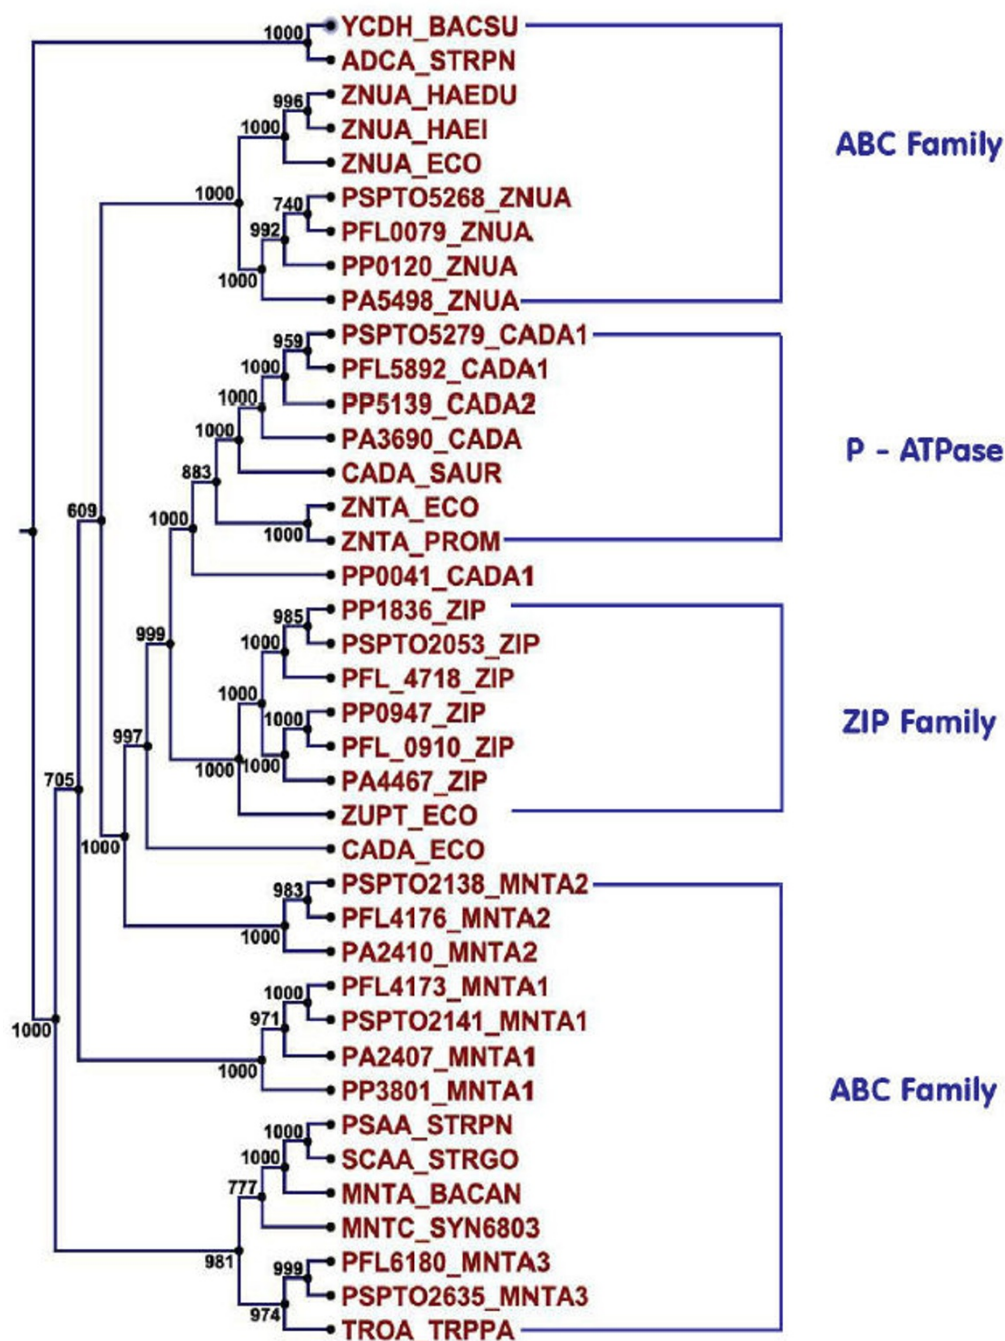 1000 YCDH_BACSU
ADCA_STRPN
996 ZNUA_HAEDU
1000 ZNUA_HAEI
ABC Family
ZNUA_ECO
1000 740 PSPTO5268_ZNUA
992 PFL0079_ZNUA
PP0120_ZNUA
1000 PA5498_ZNUA
959 PSPTO5279_CADA1
1000 PFL5892_CADA1
1000 PP5139_CADA2
1000 PA3690_CADA
P - ATPase
883 CADA_SAUR
ZNTA_ECO
609 1000 1000 ZNTA_PROM
PP0041_CADA1
985 PP1836_ZIP
999 1000 PSPTO2053_ZIP
PFL_4718_ZIP
1000 1000 PP0947_ZIP
ZIP Family
997 PFL_0910_ZIP
705 1000 1000 PA4467_ZIP
ZUPT_ECO
1000 CADA_ECO
983 PSPTO2138_MNTA2
PFL4176_MNTA2
1000 PA2410_MNTA2
1000 PFL4173_MNTA1
1000 971 PSPTO2141_MNTA1
PA2407_MNTA1
1000 PP3801_MNTA1
ABC Family
1000 PSAA_STRPN
1000 SCAA_STRGO
777 MNTA_BACAN
MNTC_SYN6803
981 999 PFL6180_MNTA3
PSPTO2635_MNTA3
974 TROA_TRPPA